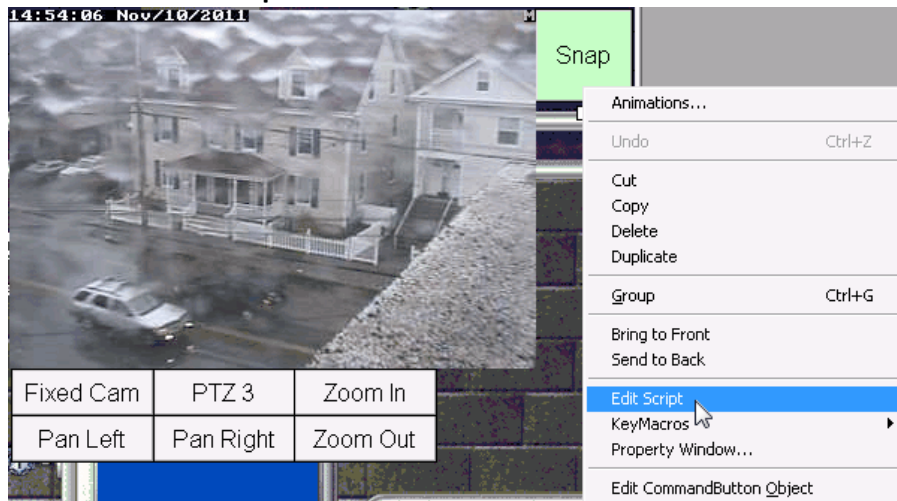 14:54:06 Nov/10/2011 M
Snap
Animations...
Undo Ctrl+Z
Cut
Copy
Delete
Duplicate
Group Ctrl+G
Bring to Front
Send to Back
Edit Script
KeyMacros
Property Window...
Edit CommandButton Object
Fixed Cam PTZ 3 Zoom In
Pan Left Pan Right Zoom Out